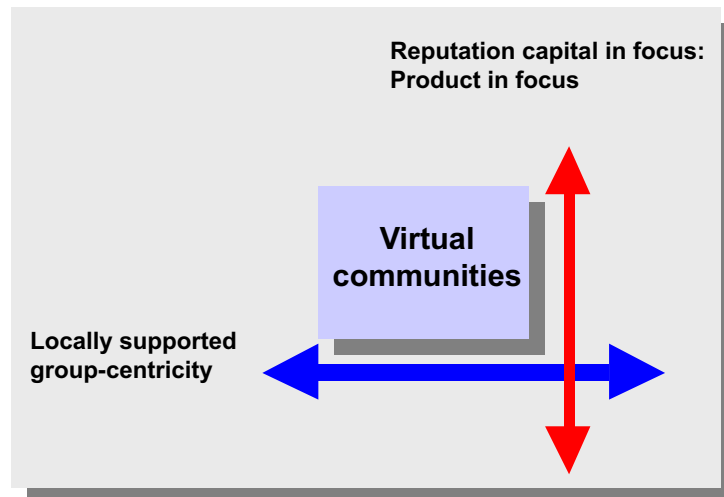 Reputation capital in focus:
Product in focus
Virtual
communities
Locally supported
group-centricity